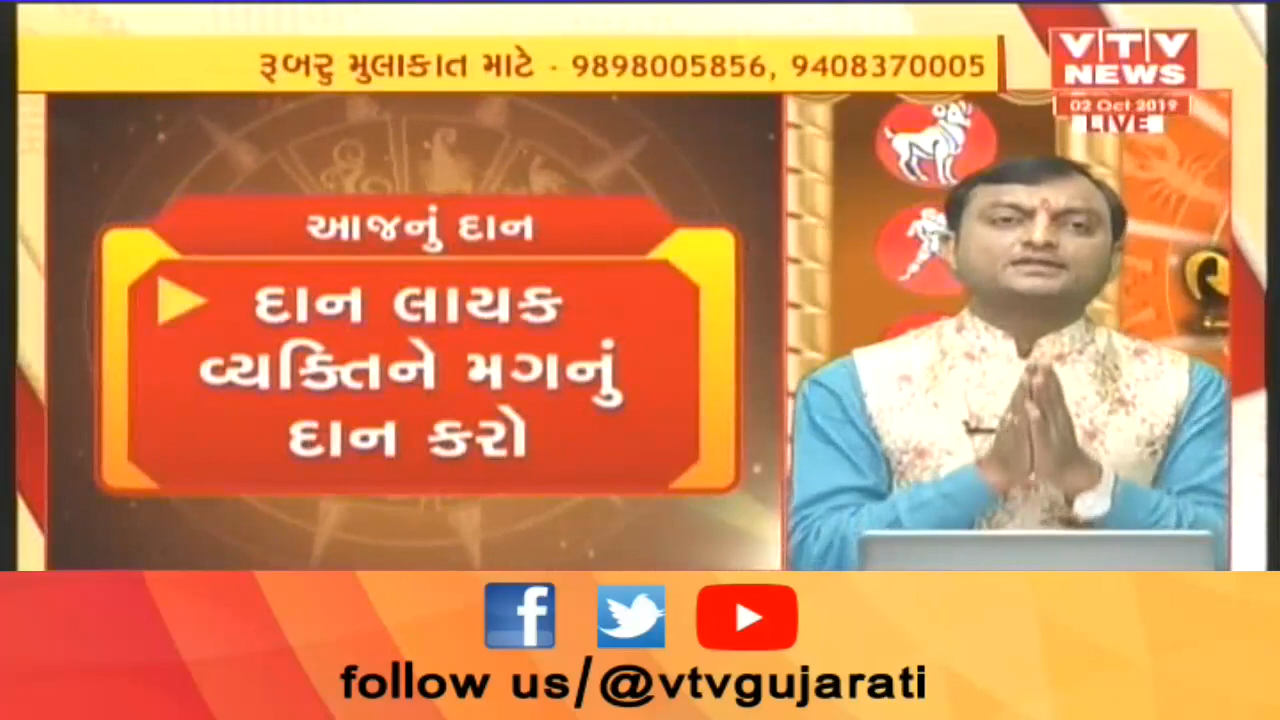 રૂબરુ મુલાકાત માટે - 9898005856, 9408370005
VTV
NEWS
02 Oct 2019
LIVE
આજનું દાન
દાન લાયક
વ્યક્તિને મગનું
દાન કરો
follow us/@vtvgujarati